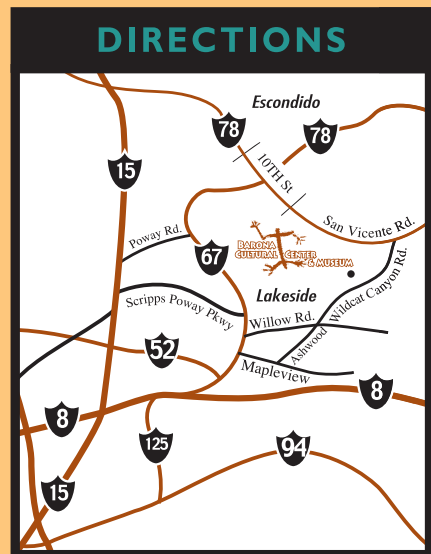 DIRECTIONS
Escondido
78
78
10TH St
15
San Vicente Rd.
Poway Rd.
67
BARONA
CULTURAL CENTER
& MUSEUM
Wildcat Canyon Rd.
Scripps Poway Pkwy
Lakeside
Willow Rd.
Ashwood
52
Mapleview
8
8
125
94
15